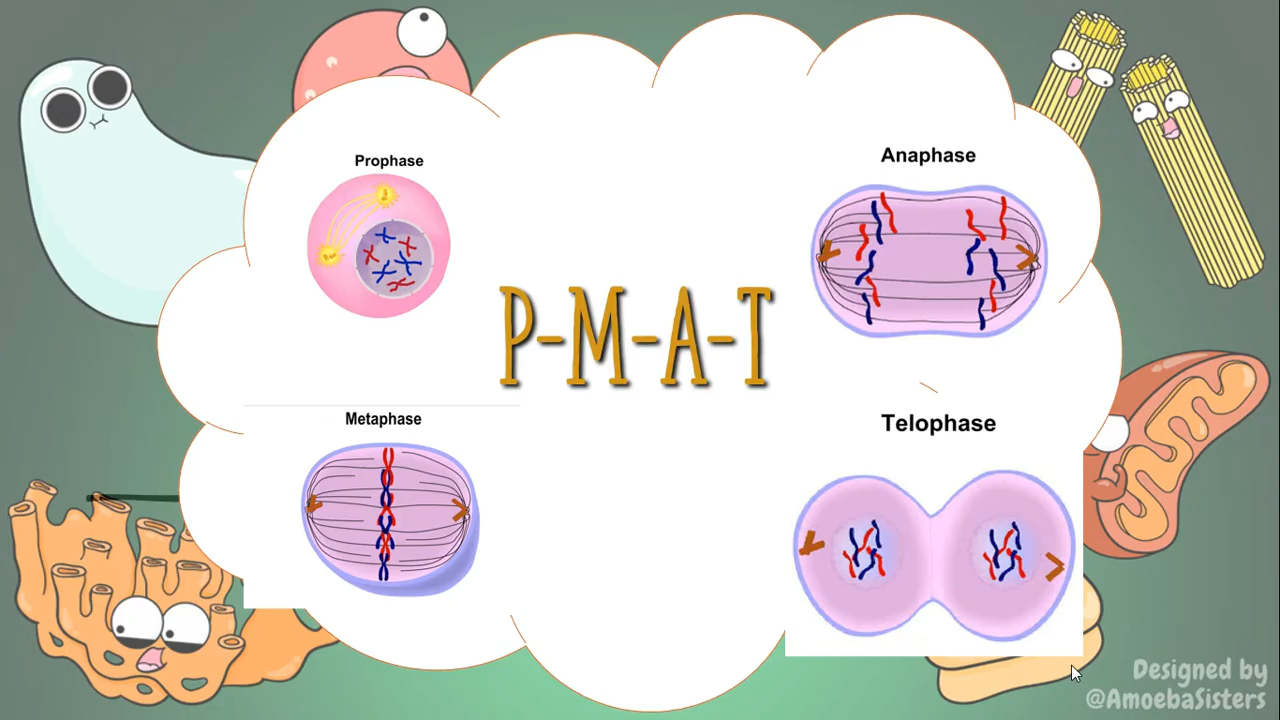 Prophase
Anaphase
P-M-A-T
Metaphase
Telophase
Designed by
@AmoebaSisters